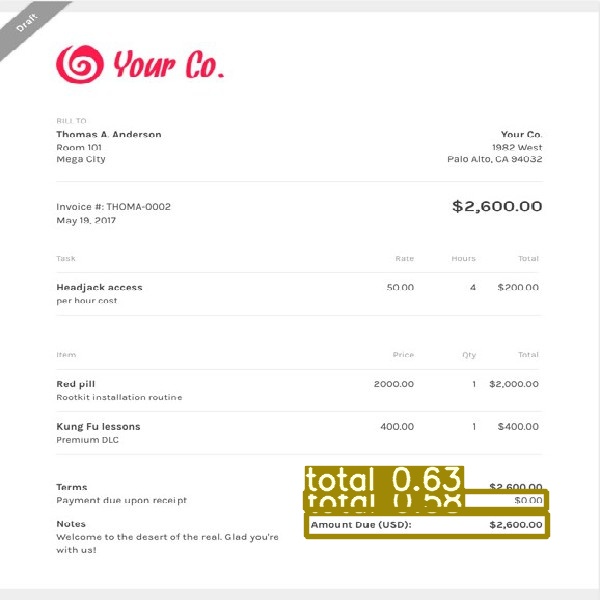 Draft
Your Co.
BILL TO
Thomas A. Anderson
Room 101
Mega City
Your Co.
1982 West
Palo Alto, CA 94032
Invoice #: THOMA-0002
May 19, 2017
$2,600.00
Task Rate Hours Total
Headjack access 50.00 4 $200.00
per hour cost
Item Price Qty Total
Red pill 2000.00 1 $2,000.00
Rootkit installation routine
Kung Fu lessons 400.00 1 $400.00
Premium DLC
total 0.63
Terms $2,600.00
total 0.58
Payment due upon receipt $0.00
Notes
Amount Due (USD): $2,600.00
Welcome to the desert of the real. Glad you're
with us!